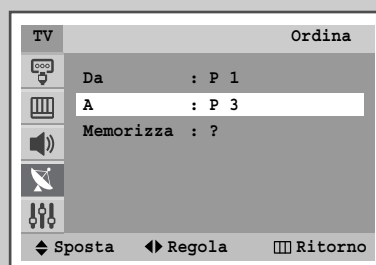 TV Ordina
Da : P 1
A : P 3
Memorizza : ?
Sposta Regola Ritorno